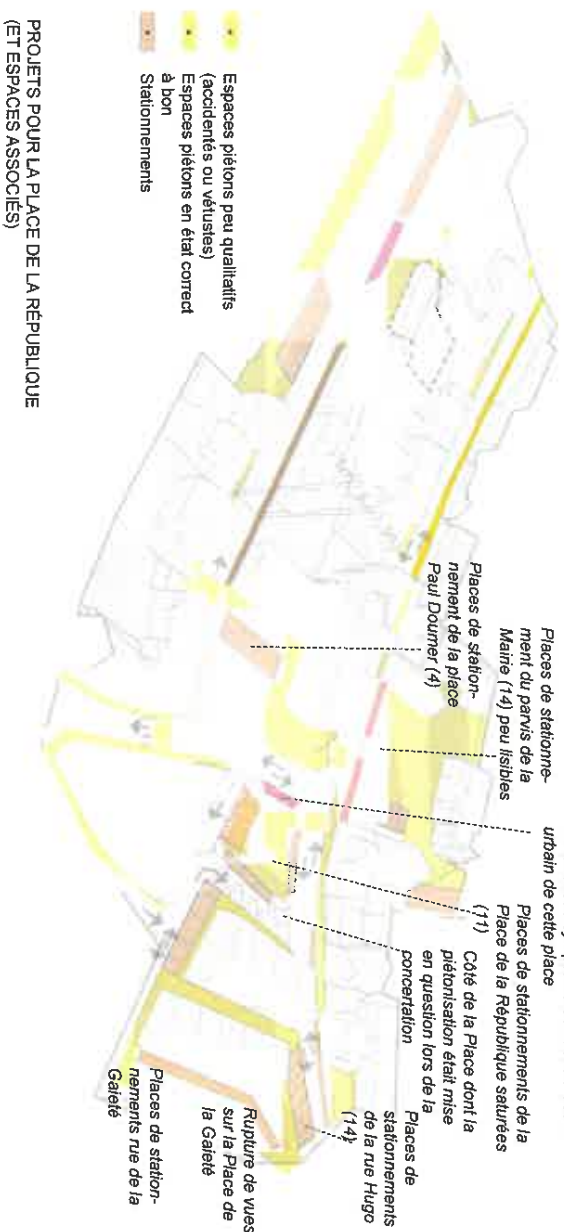 urbain de cette place
Places de stationne-
ment du parvis de la
Mairie (14) peu lisibles
Places de station-
nement de la place
Paul Doumer (4)
Places de stationnements de la
Place de la République saturées
(11)
Côté de la Place dont la
piétonisation était mise
en question lors de la
concertation
Places de
stationnements
de la rue Hugo
(14)
Rupture de vues
sur la Place de
la Gaieté
Places de station-
nements rue de la
Gaieté
Espaces piétons peu qualitatifs
(accidentés ou vétustes)
Espaces piétons en état correct
à bon
Stationnements
PROJETS POUR LA PLACE DE LA RÉPUBLIQUE
(ET ESPACES ASSOCIÉS)